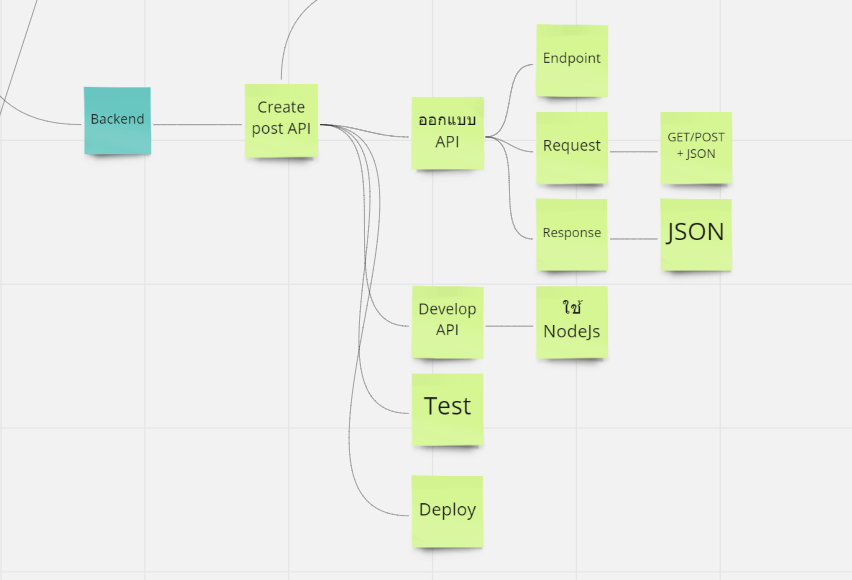 Backend
Create
post API
ออกแบบ
API
Endpoint
Request
GET/POST
+ JSON
Response
JSON
Develop
API
ใช้
NodeJs
Test
Deploy